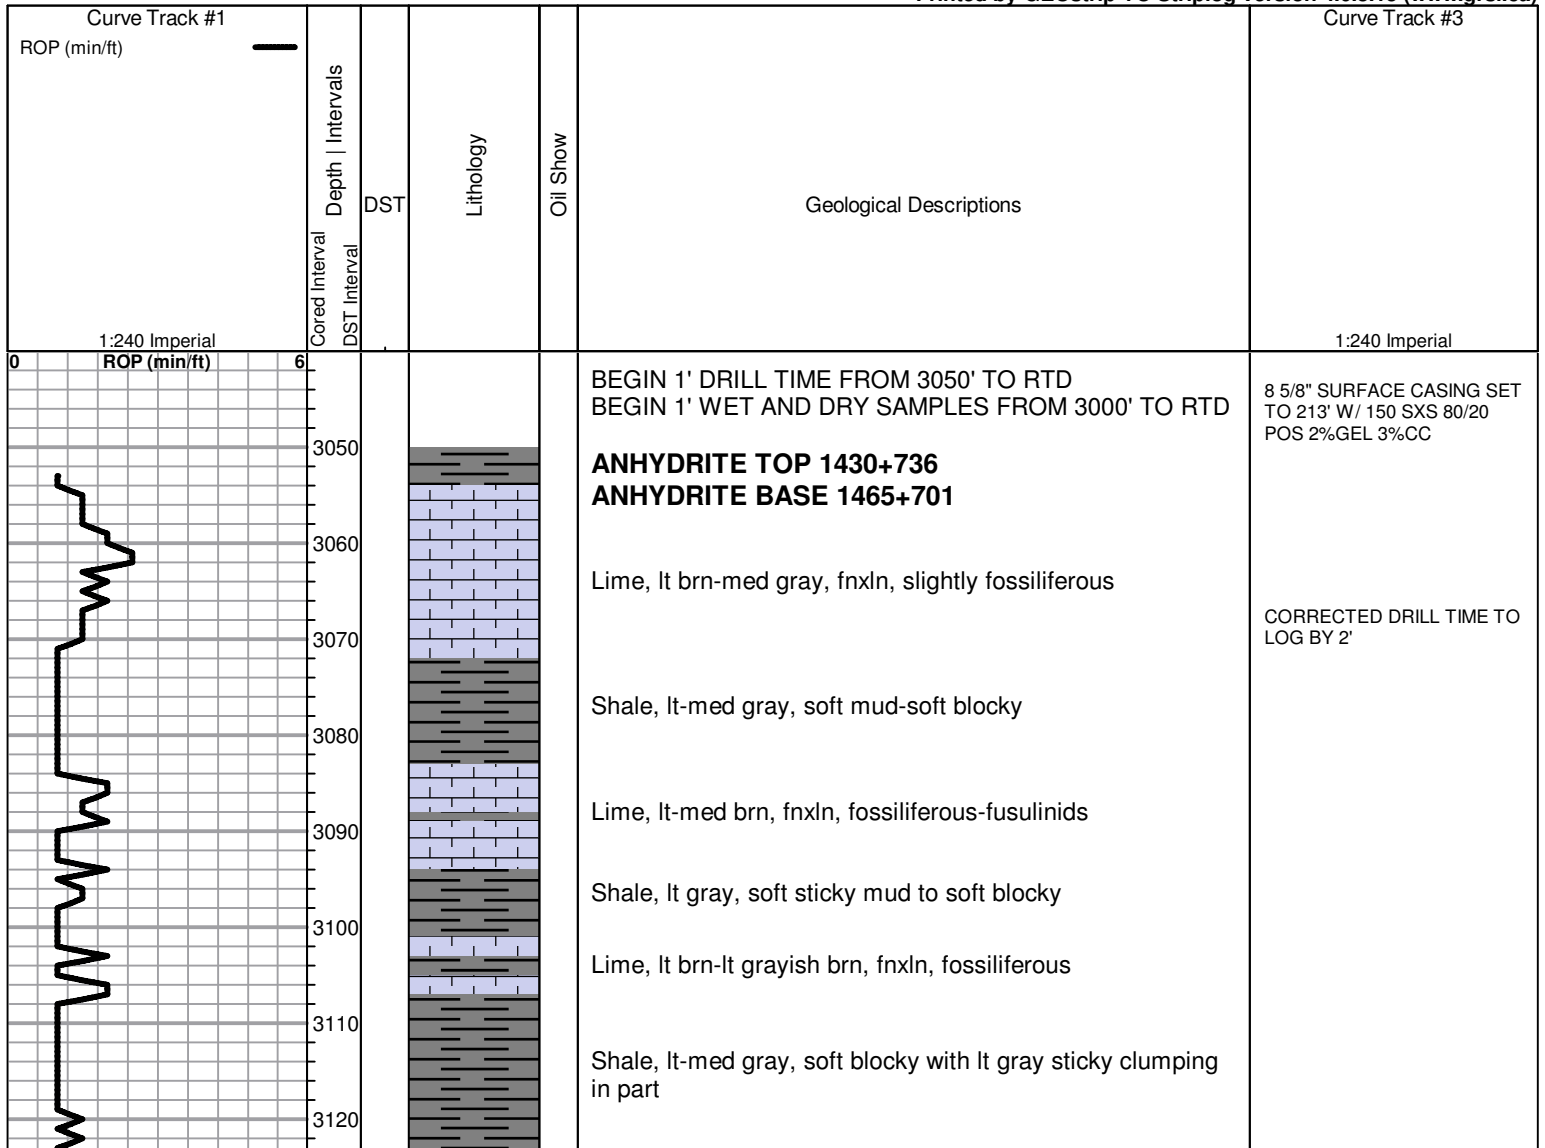 Curve Track #1
ROP (min/ft)
1:240 Imperial
Depth | Intervals
Cored Interval
DST Interval
DST
Lithology
Oil Show
Geological Descriptions
Curve Track #3
1:240 Imperial
0 ROP (min/ft) 6
BEGIN 1' DRILL TIME FROM 3050' TO RTD
BEGIN 1' WET AND DRY SAMPLES FROM 3000' TO RTD
8 5/8" SURFACE CASING SET
TO 213' W/ 150 SXS 80/20
POS 2%GEL 3%CC
3050
ANHYDRITE TOP 1430+736
ANHYDRITE BASE 1465+701
3060
Lime, lt brn-med gray, fnxln, slightly fossiliferous
CORRECTED DRILL TIME TO
LOG BY 2'
3070
Shale, lt-med gray, soft mud-soft blocky
3080
Lime, lt-med brn, fnxln, fossiliferous-fusulinids
3090
Shale, lt gray, soft sticky mud to soft blocky
3100
Lime, lt brn-lt grayish brn, fnxln, fossiliferous
3110
Shale, lt-med gray, soft blocky with lt gray sticky clumping
in part
3120